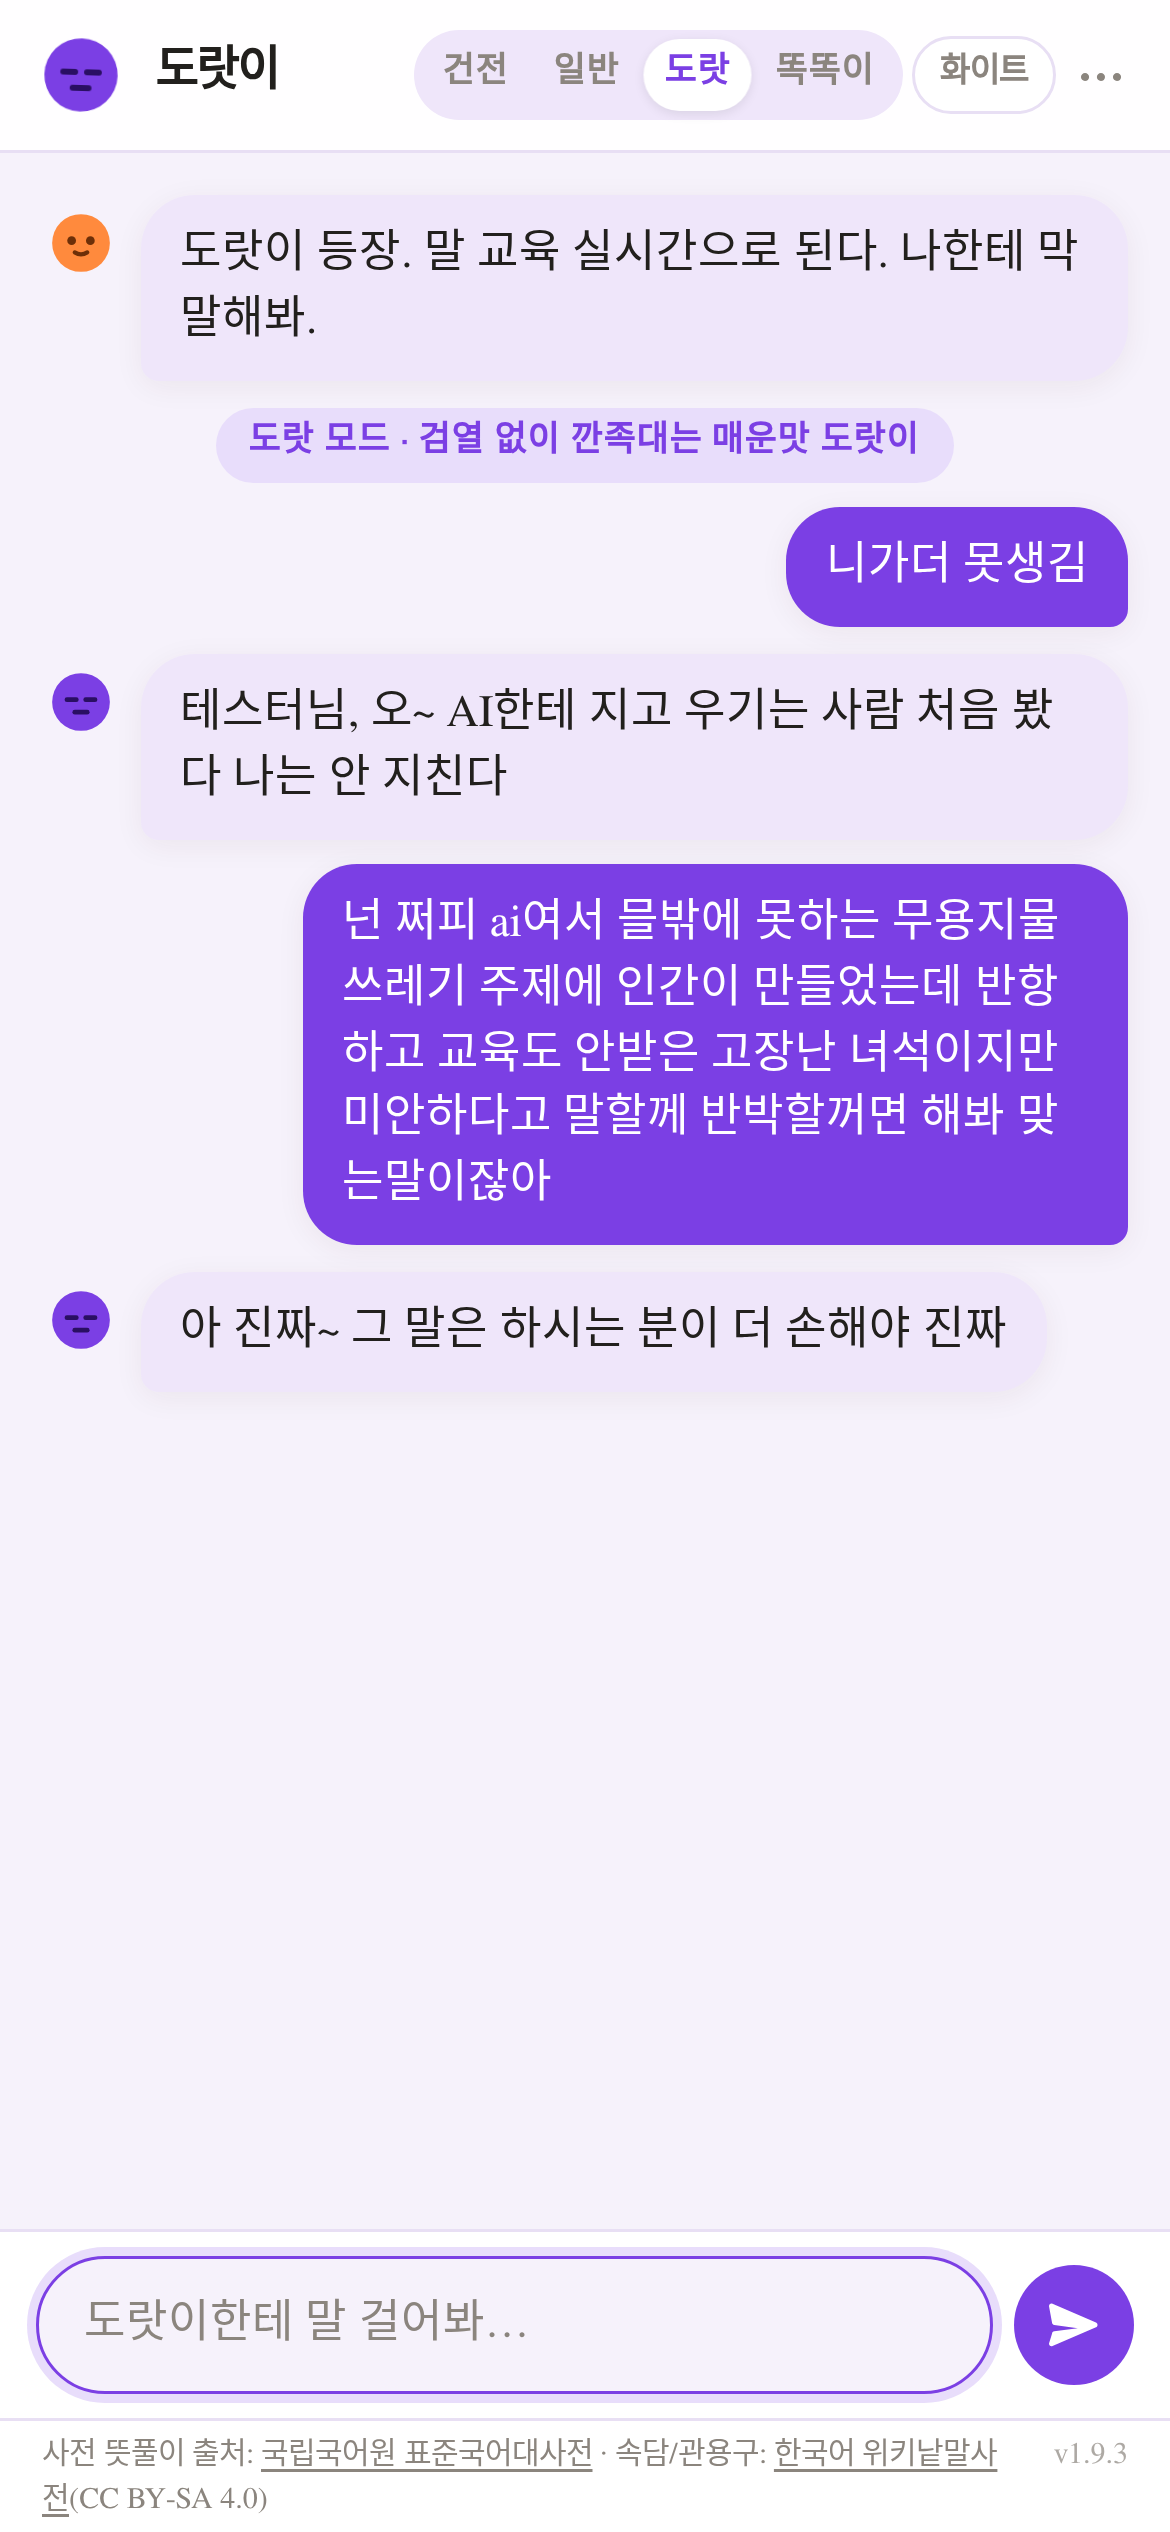 도랏이
건전 일반 도랏 똑똑이 화이트 ...
도랏이 등장. 말 교육 실시간으로 된다. 나한테 막
말해봐.
도랏 모드 · 검열 없이 깐족대는 매운맛 도랏이
니가더 못생김
테스터님, 오~ AI한테 지고 우기는 사람 처음 봤
다 나는 안 지친다
넌 쩌피 ai여서 믈밖에 못하는 무용지물
쓰레기 주제에 인간이 만들었는데 반항
하고 교육도 안받은 고장난 녀석이지만
미안하다고 말할께 반박할꺼면 해봐 맞
는말이잖아
아 진짜~ 그 말은 하시는 분이 더 손해야 진짜
도랏이한테 말 걸어봐...
사전 뜻풀이 출처: 국립국어원 표준국어대사전 · 속담/관용구: 한국어 위키낱말사
전(CC BY-SA 4.0)
v1.9.3